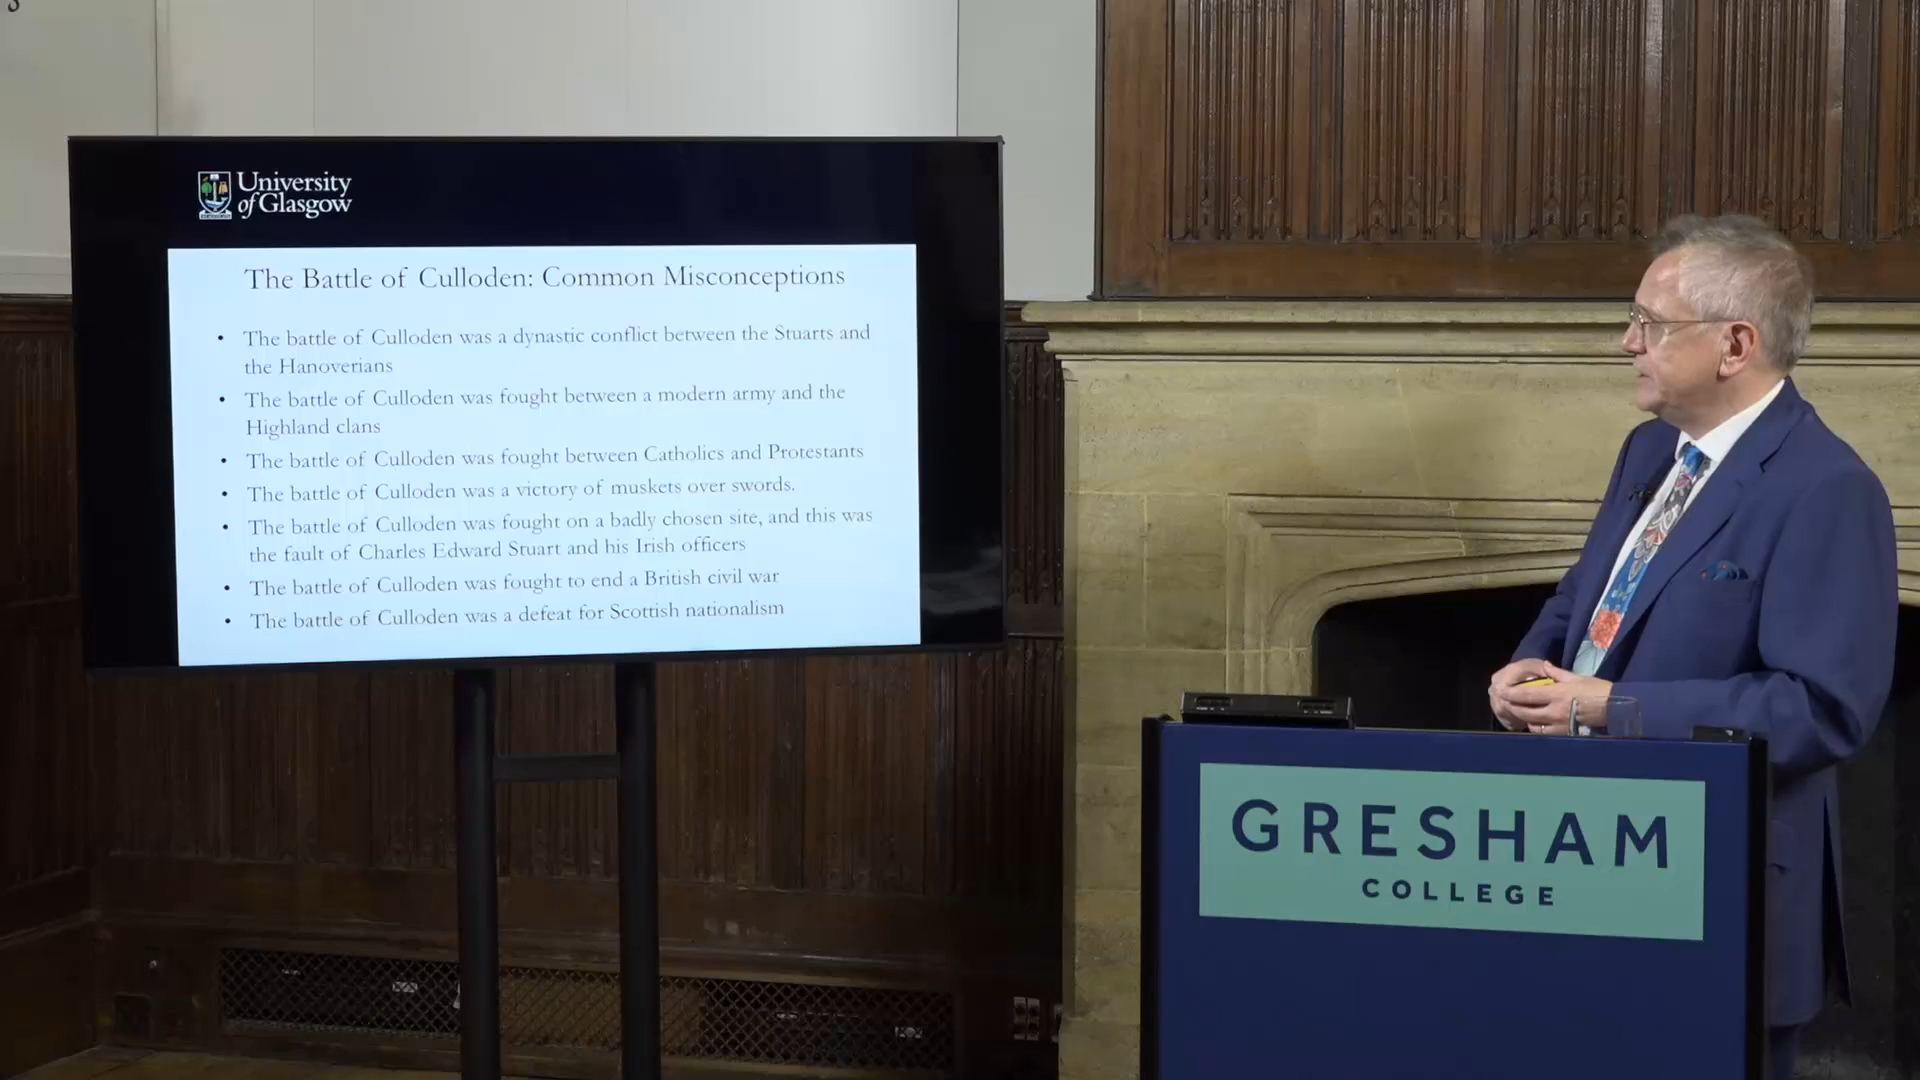 University
of Glasgow
The Battle of Culloden: Common Misconceptions
• The battle of Culloden was a dynastic conflict between the Stuarts and
the Hanoverians
• The battle of Culloden was fought between a modern army and the
Highland clans
• The battle of Culloden was fought between Catholics and Protestants
• The battle of Culloden was a victory of muskets over swords.
• The battle of Culloden was fought on a badly chosen site, and this was
the fault of Charles Edward Stuart and his Irish officers
• The battle of Culloden was fought to end a British civil war
• The battle of Culloden was a defeat for Scottish nationalism
GRESHAM
COLLEGE